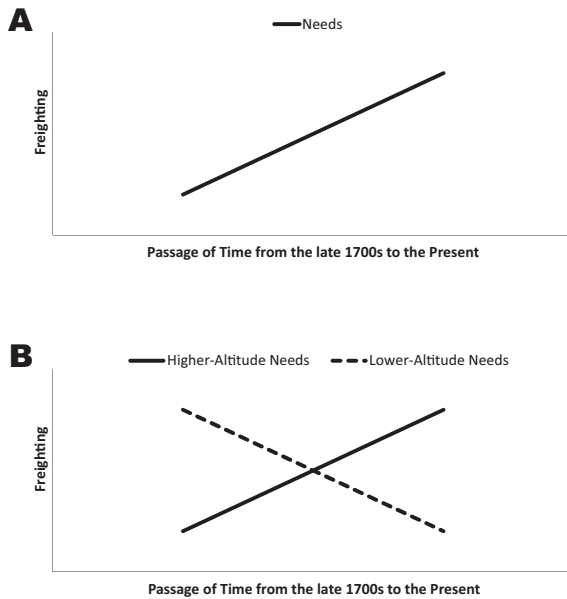 A
Needs
Freighting
Passage of Time from the late 1700s to the Present
B
Higher-Altitude Needs
Lower-Altitude Needs
Freighting
Passage of Time from the late 1700s to the Present